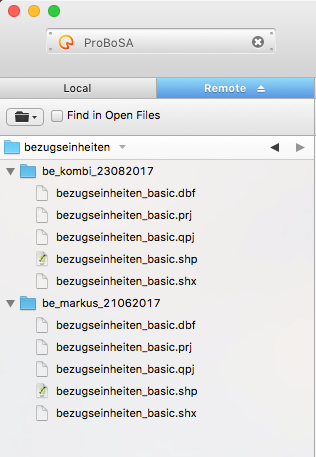 ProBoSA
Local Remote
Find in Open Files
bezugseinheiten
be_kombi_23082017
bezugseinheiten_basic.dbf
bezugseinheiten_basic.prj
bezugseinheiten_basic.qpj
bezugseinheiten_basic.shp
bezugseinheiten_basic.shx
be_markus_21062017
bezugseinheiten_basic.dbf
bezugseinheiten_basic.prj
bezugseinheiten_basic.qpj
bezugseinheiten_basic.shp
bezugseinheiten_basic.shx